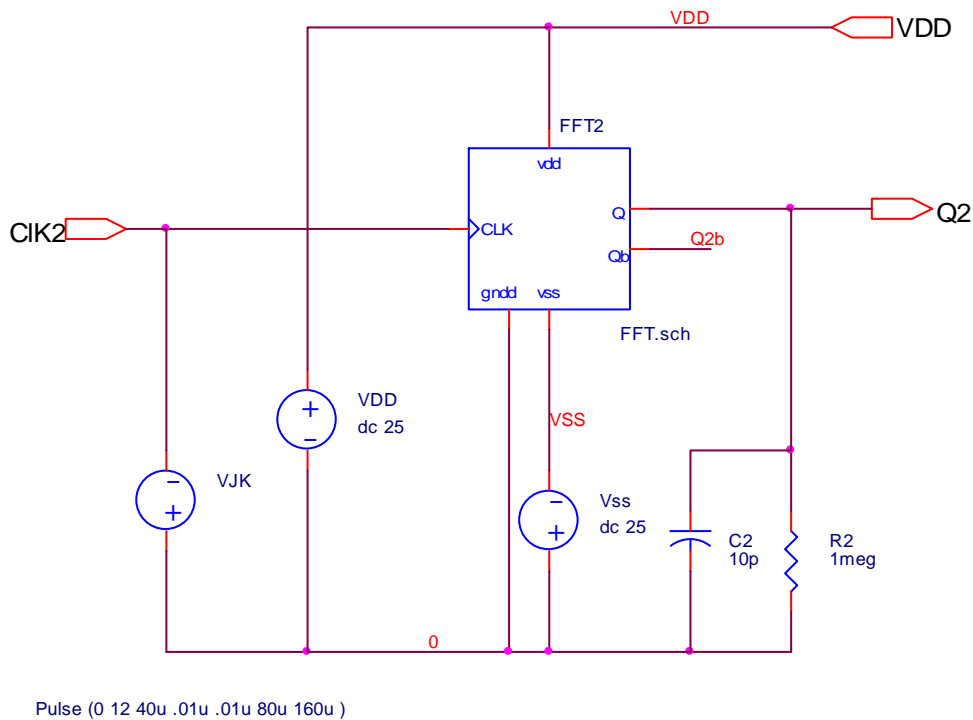 VDD
VDD
FFT2
vdd
ClK2
CLK
Q
Q2
Qb
Q2b
gndd vss
FFT.sch
VDD
dc 25
VSS
VJK
Vss
dc 25
C2
10p
R2
1meg
0
Pulse (0 12 40u .01u .01u 80u 160u )